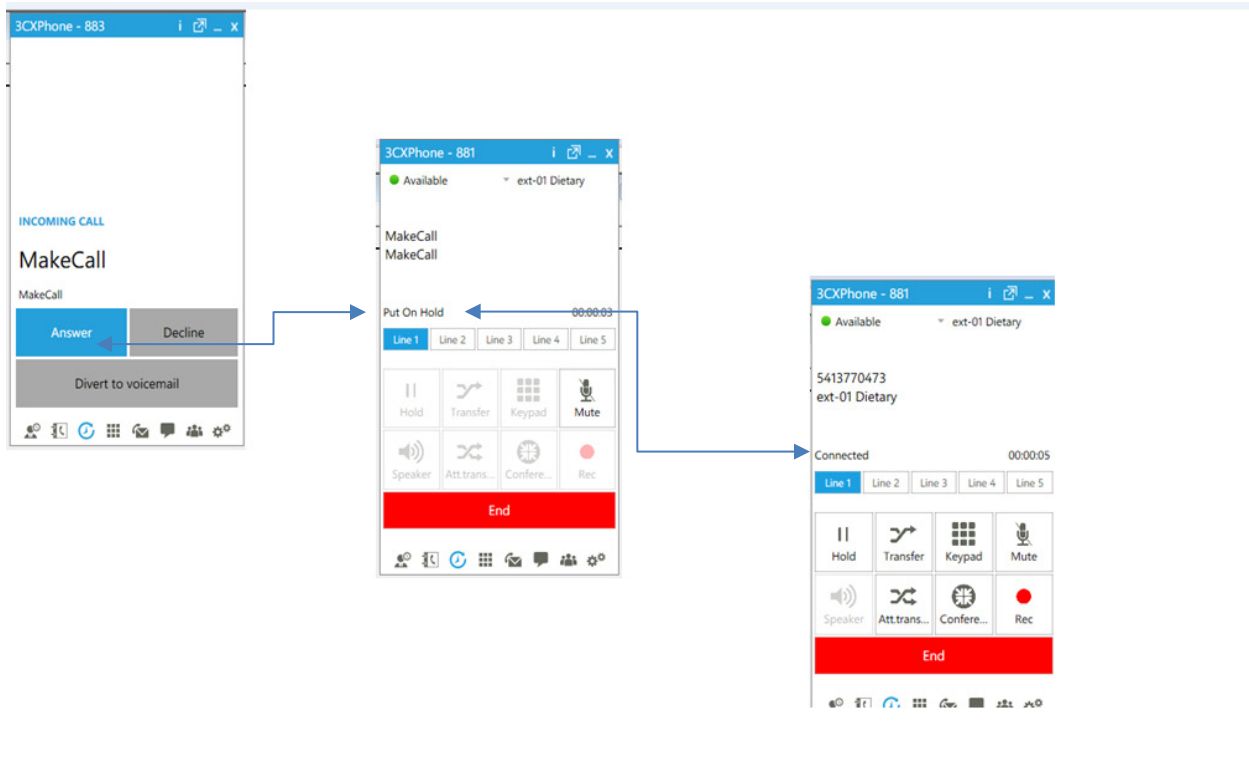 3CXPhone - 883
INCOMING CALL
MakeCall
MakeCall
Answer Decline
Divert to voicemail
3CXPhone - 881
Available ext-01 Dietary
MakeCall
MakeCall
Put On Hold 00:00:03
Line 1 Line 2 Line 3 Line 4 Line 5
Hold Transfer Keypad Mute
Speaker Att.trans... Confere... Rec
End
3CXPhone - 881
Available ext-01 Dietary
5413770473
ext-01 Dietary
Connected 00:00:05
Line 1 Line 2 Line 3 Line 4 Line 5
Hold Transfer Keypad Mute
Speaker Att.trans... Confere... Rec
End